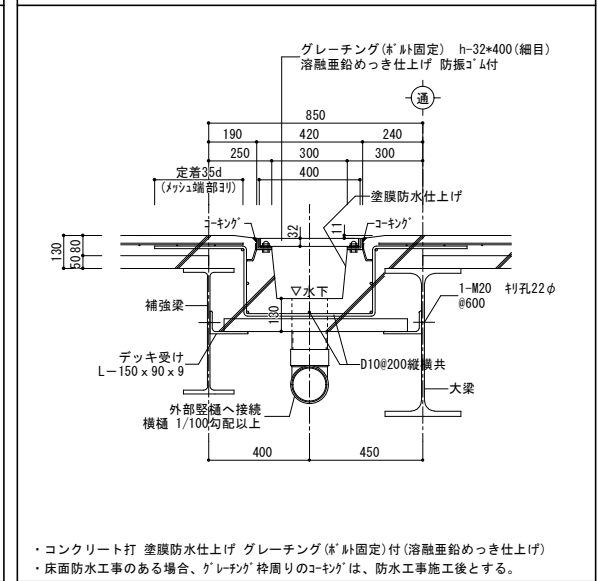 グレーチング(ﾎﾞﾙﾄ固定) h-32*400(細目)
溶融亜鉛めっき仕上げ 防振ｺﾞﾑ付
通
850
190 420 240
250 300 300
定着35d
(ﾒｯｼｭ端部ﾖﾘ)
400
塗膜防水仕上げ
ｺｰｷﾝｸﾞ
32
11
ｺｰｷﾝｸﾞ
130
50 80
▽水下
1-M20 ｷﾘ孔22φ
@600
補強梁
130
デッキ受け
L－150ｘ90ｘ9
D10@200縦横共
大梁
外部竪樋へ接続
横樋 1/100勾配以上
400 450
・コンクリート打 塗膜防水仕上げ グレーチング(ﾎﾞﾙﾄ固定)付(溶融亜鉛めっき仕上げ)
・床面防水工事のある場合、ｸﾞﾚｰﾁﾝｸﾞ枠周りのｺｰｷﾝｸﾞは、防水工事施工後とする。